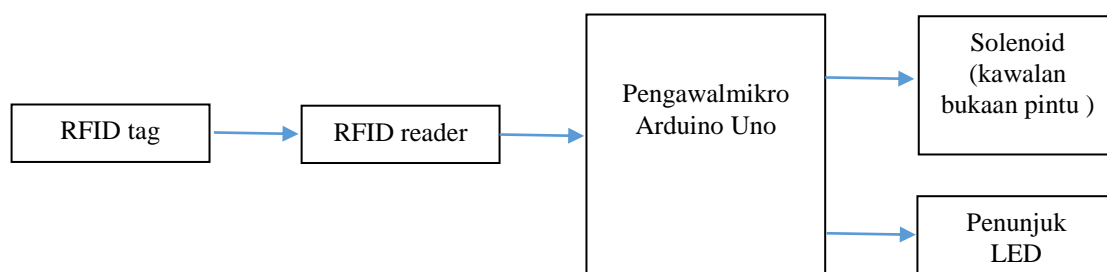 RFID tag
RFID reader
Pengawalmikro
Arduino Uno
Solenoid
(kawalan
bukaan pintu )
Penunjuk
LED